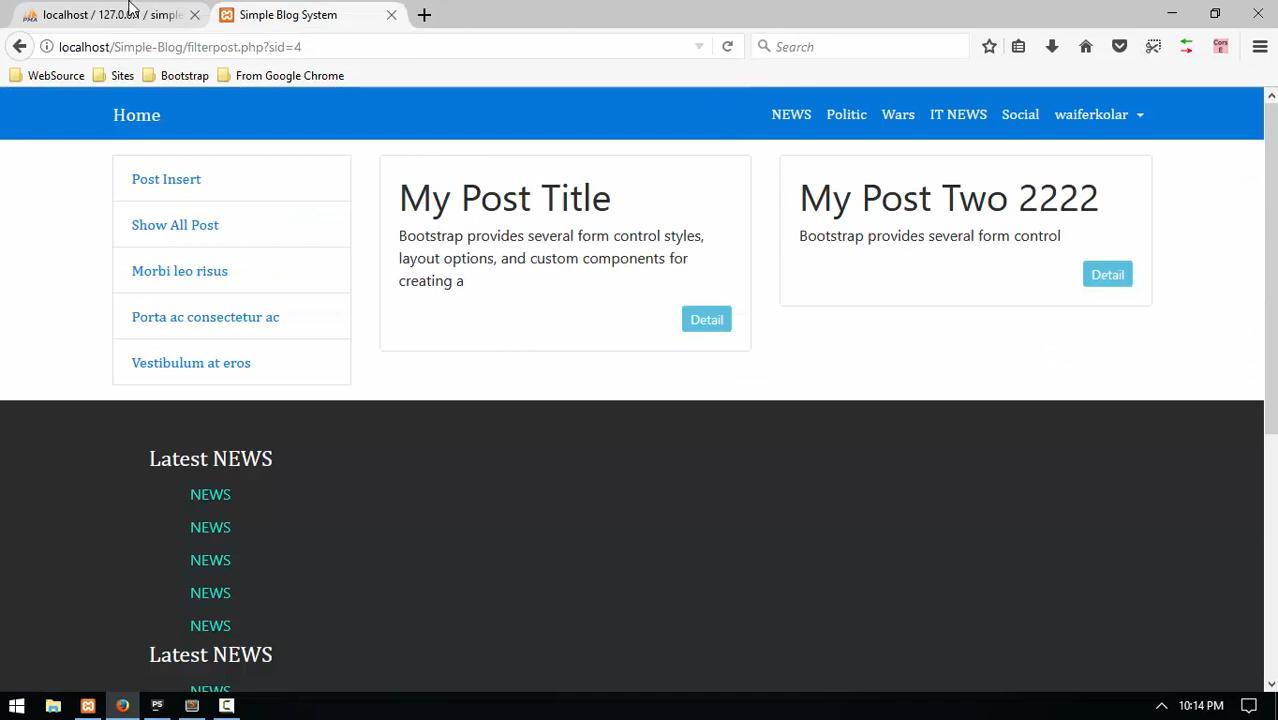 localhost / 127.0.0.1 / simple
Simple Blog System
localhost/Simple-Blog/filterpost.php?sid=4
Search
WebSource
Sites
Bootstrap
From Google Chrome
Home
NEWS
Politic
Wars
IT NEWS
Social
waiferkolar
Post Insert
Show All Post
Morbi leo risus
Porta ac consectetur ac
Vestibulum at eros
My Post Title
Bootstrap provides several form control styles,
layout options, and custom components for
creating a
Detail
My Post Two 2222
Bootstrap provides several form control
Detail
Latest NEWS
NEWS
NEWS
NEWS
NEWS
NEWS
Latest NEWS
NEWS
10:14 PM